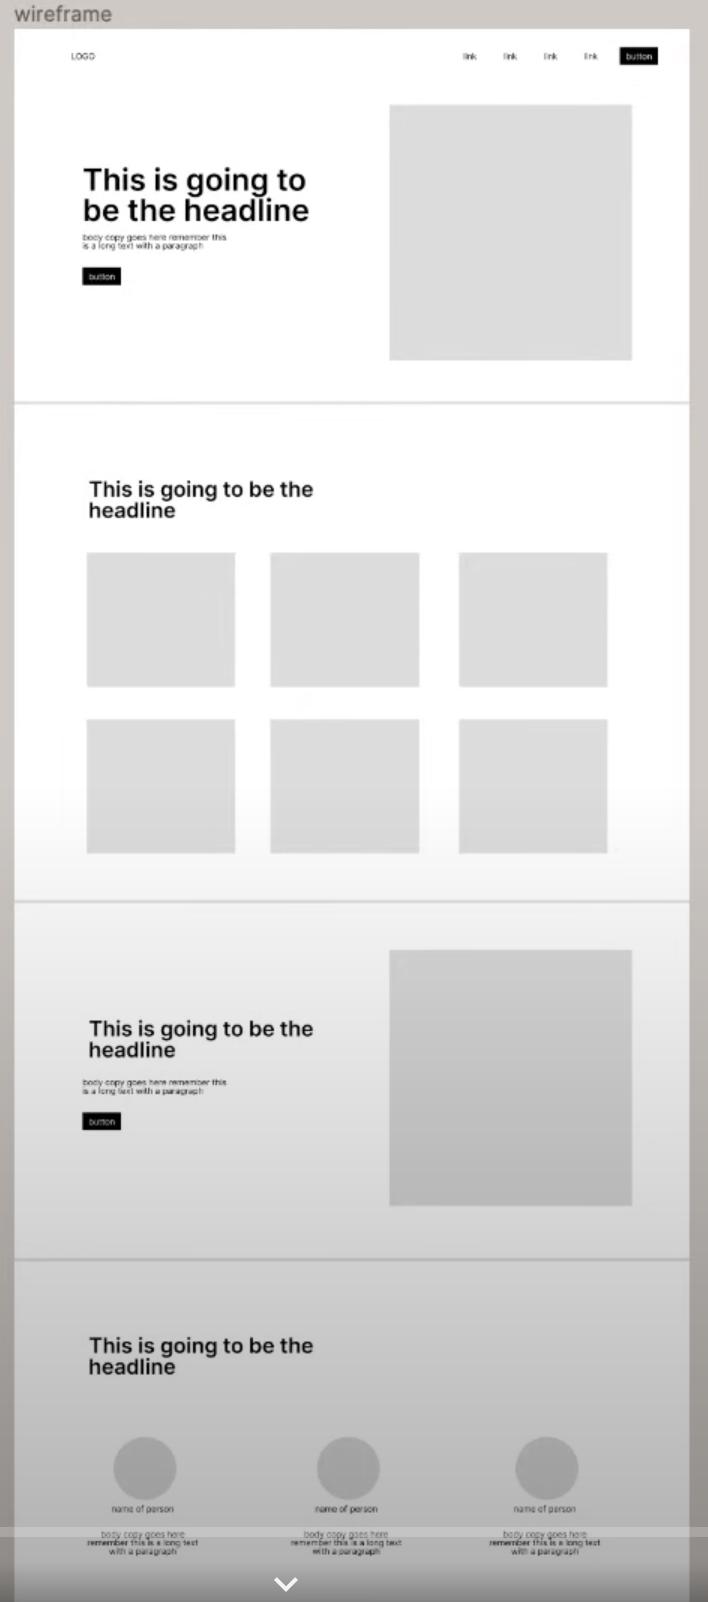 wireframe
LOGO
link link link link button
This is going to
be the headline
body copy goes here remember this
is a long text with a paragraph
button
This is going to be the
headline
This is going to be the
headline
body copy goes here remember this
is a long text with a paragraph
button
This is going to be the
headline
name of person
body copy goes here
remember this is a long text
with a paragraph
name of person
body copy goes here
remember this is a long text
with a paragraph
name of person
body copy goes here
remember this is a long text
with a paragraph